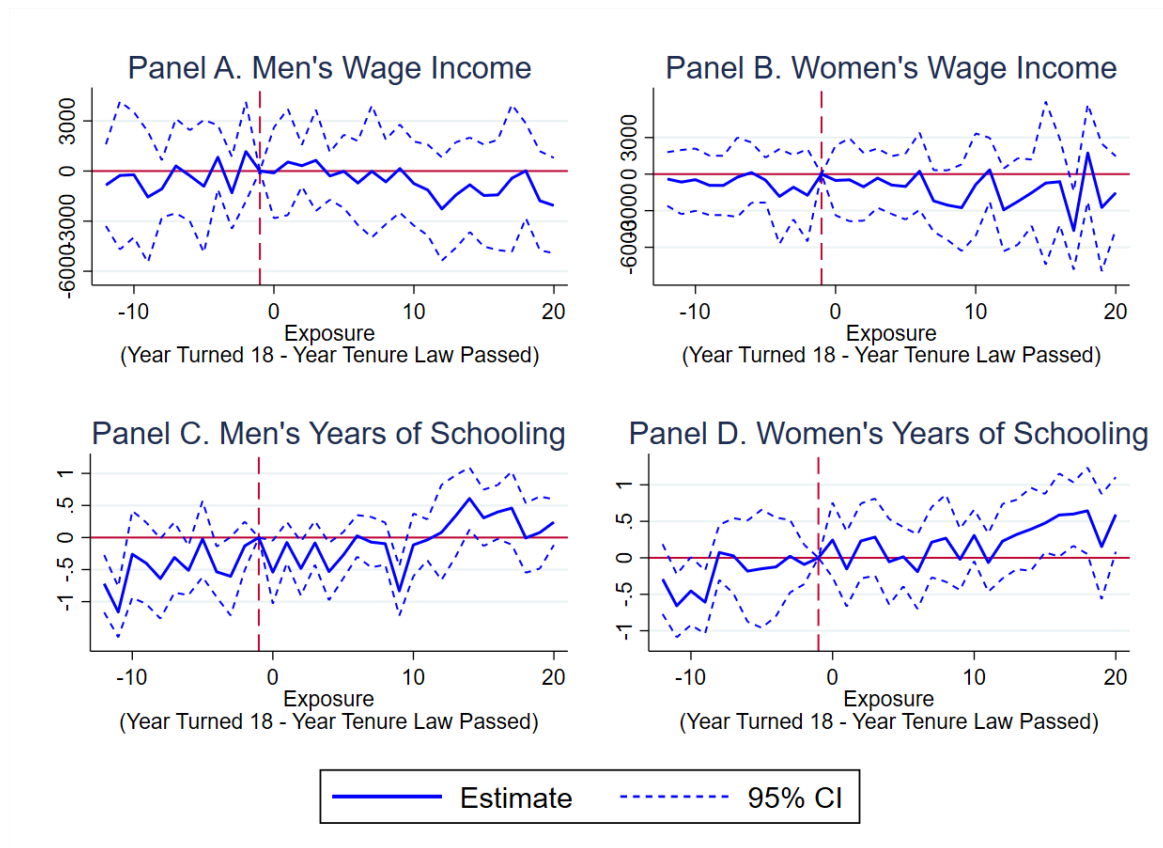 Panel A. Men's Wage Income
3000
0
-3000
-6000
-10
0
10
20
Exposure
(Year Turned 18 - Year Tenure Law Passed)
Panel B. Women's Wage Income
3000
0
-3000
-6000
-10
0
10
20
Exposure
(Year Turned 18 - Year Tenure Law Passed)
Panel C. Men's Years of Schooling
1
.5
0
-.5
-1
-10
0
10
20
Exposure
(Year Turned 18 - Year Tenure Law Passed)
Panel D. Women's Years of Schooling
1
.5
0
-.5
-1
-10
0
10
20
Exposure
(Year Turned 18 - Year Tenure Law Passed)
Estimate
95% CI